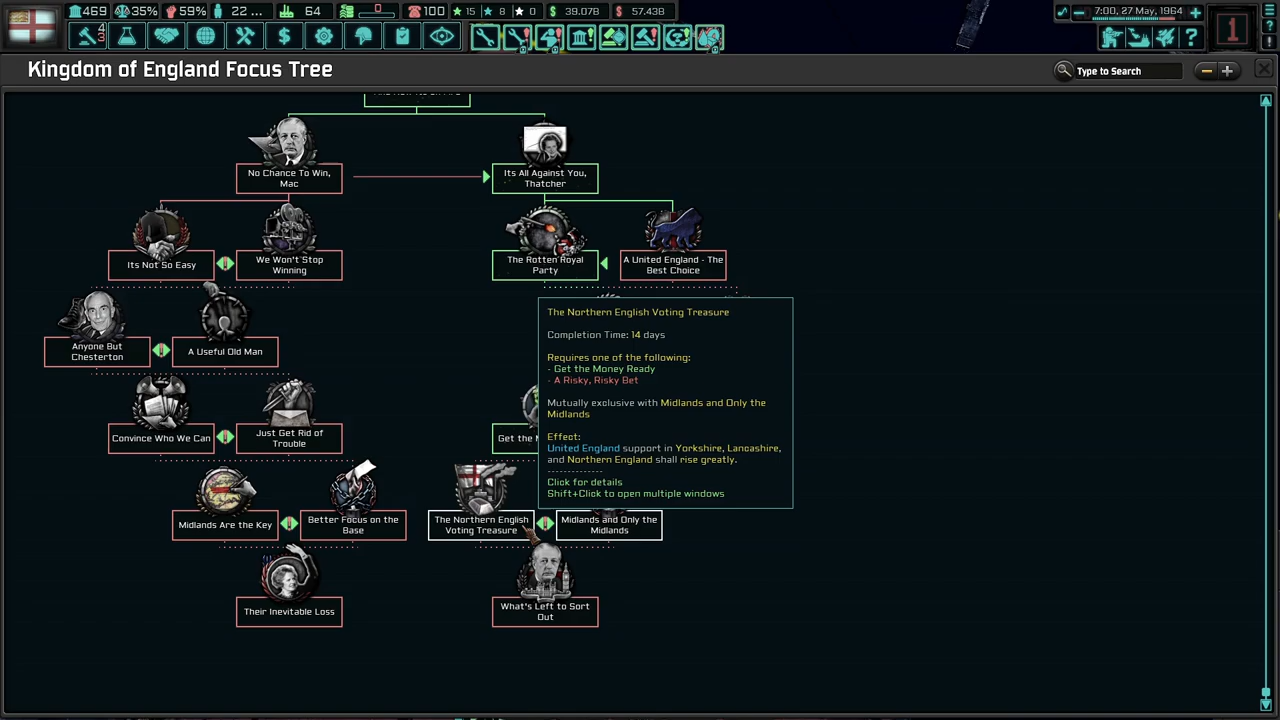 469 35% 59% 22 ... 64 0 100 15 8 0 $ 39.078 $ 57.438 7:00, 27 May, 1964
Kingdom of England Focus Tree
Type to Search
No Chance To Win,
Mac
Its All Against You,
Thatcher
Its Not So Easy
We Won't Stop
Winning
The Rotten Royal
Party
A United England - The
Best Choice
The Northern English Voting Treasure
Completion Time: 14 days
Requires one of the following:
- Get the Money Ready
- A Risky, Risky Bet
Mutually exclusive with Midlands and Only the
Midlands
Effect:
United England support in Yorkshire, Lancashire,
and Northern England shall rise greatly.
--------------
Click for details
Shift+Click to open multiple windows
Anyone But
Chesterton
A Useful Old Man
Convince Who We Can
Just Get Rid of
Trouble
Get the M
Midlands Are the Key
Better Focus on the
Base
The Northern English
Voting Treasure
Midlands and Only the
Midlands
Their Inevitable Loss
What's Left to Sort
Out